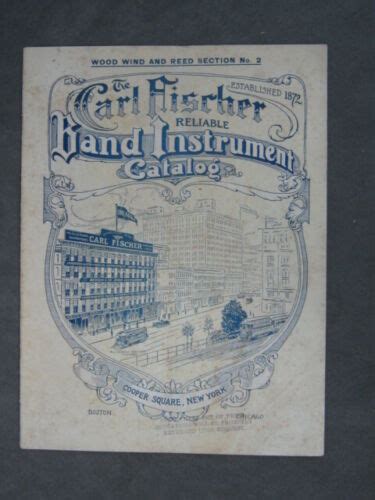 WOOD WIND AND REED SECTION No. 2
The
Carl Fischer
ESTABLISHED 1872
RELIABLE
Band Instrument
Catalog
CARL FISCHER
COOPER SQUARE, NEW YORK
BOSTON
CHICAGO